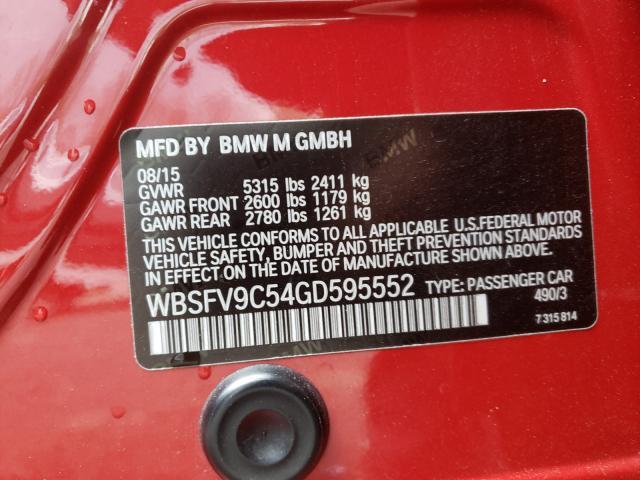 MFD BY BMW M GMBH
08/15
GVWR 5315 lbs 2411 kg
GAWR FRONT 2600 lbs 1179 kg
GAWR REAR 2780 lbs 1261 kg
THIS VEHICLE CONFORMS TO ALL APPLICABLE U.S.FEDERAL MOTOR
VEHICLE SAFETY, BUMPER AND THEFT PREVENTION STANDARDS
IN EFFECT ON THE DATE OF MANUFACTURE SHOWN ABOVE.
WBSFV9C54GD595552 TYPE: PASSENGER CAR
490/3
7 315 814